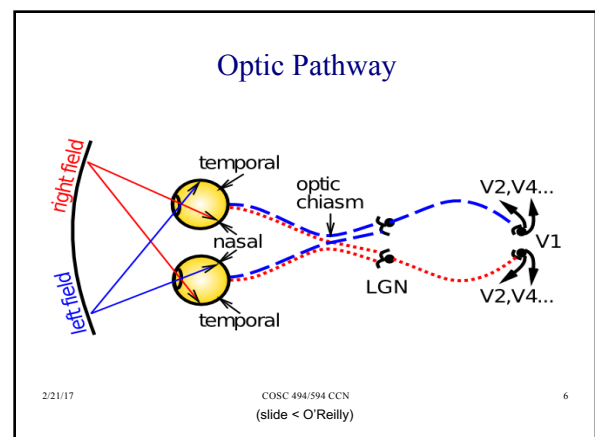 Optic Pathway
right field
left field
temporal
nasal
temporal
optic
chiasm
LGN
V2,V4...
V1
V2,V4...
2/21/17
COSC 494/594 CCN
6
(slide < O'Reilly)